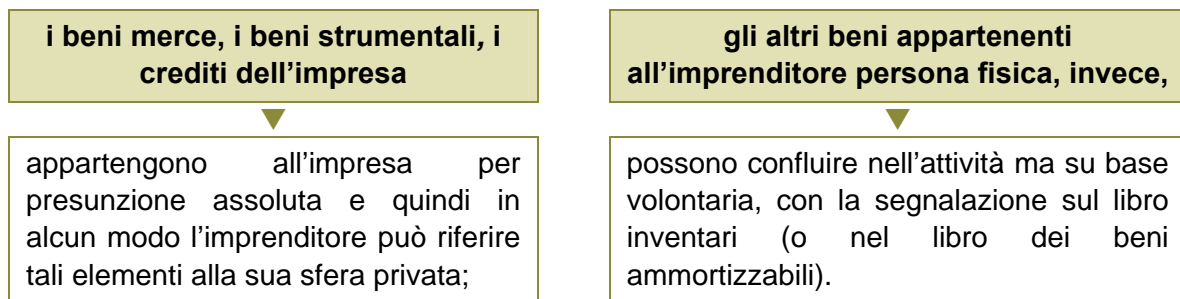 i beni merce, i beni strumentali, i
crediti dell'impresa
appartengono all'impresa per
presunzione assoluta e quindi in
alcun modo l'imprenditore può riferire
tali elementi alla sua sfera privata;
gli altri beni appartenenti
all'imprenditore persona fisica, invece,
possono confluire nell'attività ma su base
volontaria, con la segnalazione sul libro
inventari (o nel libro dei beni
ammortizzabili).